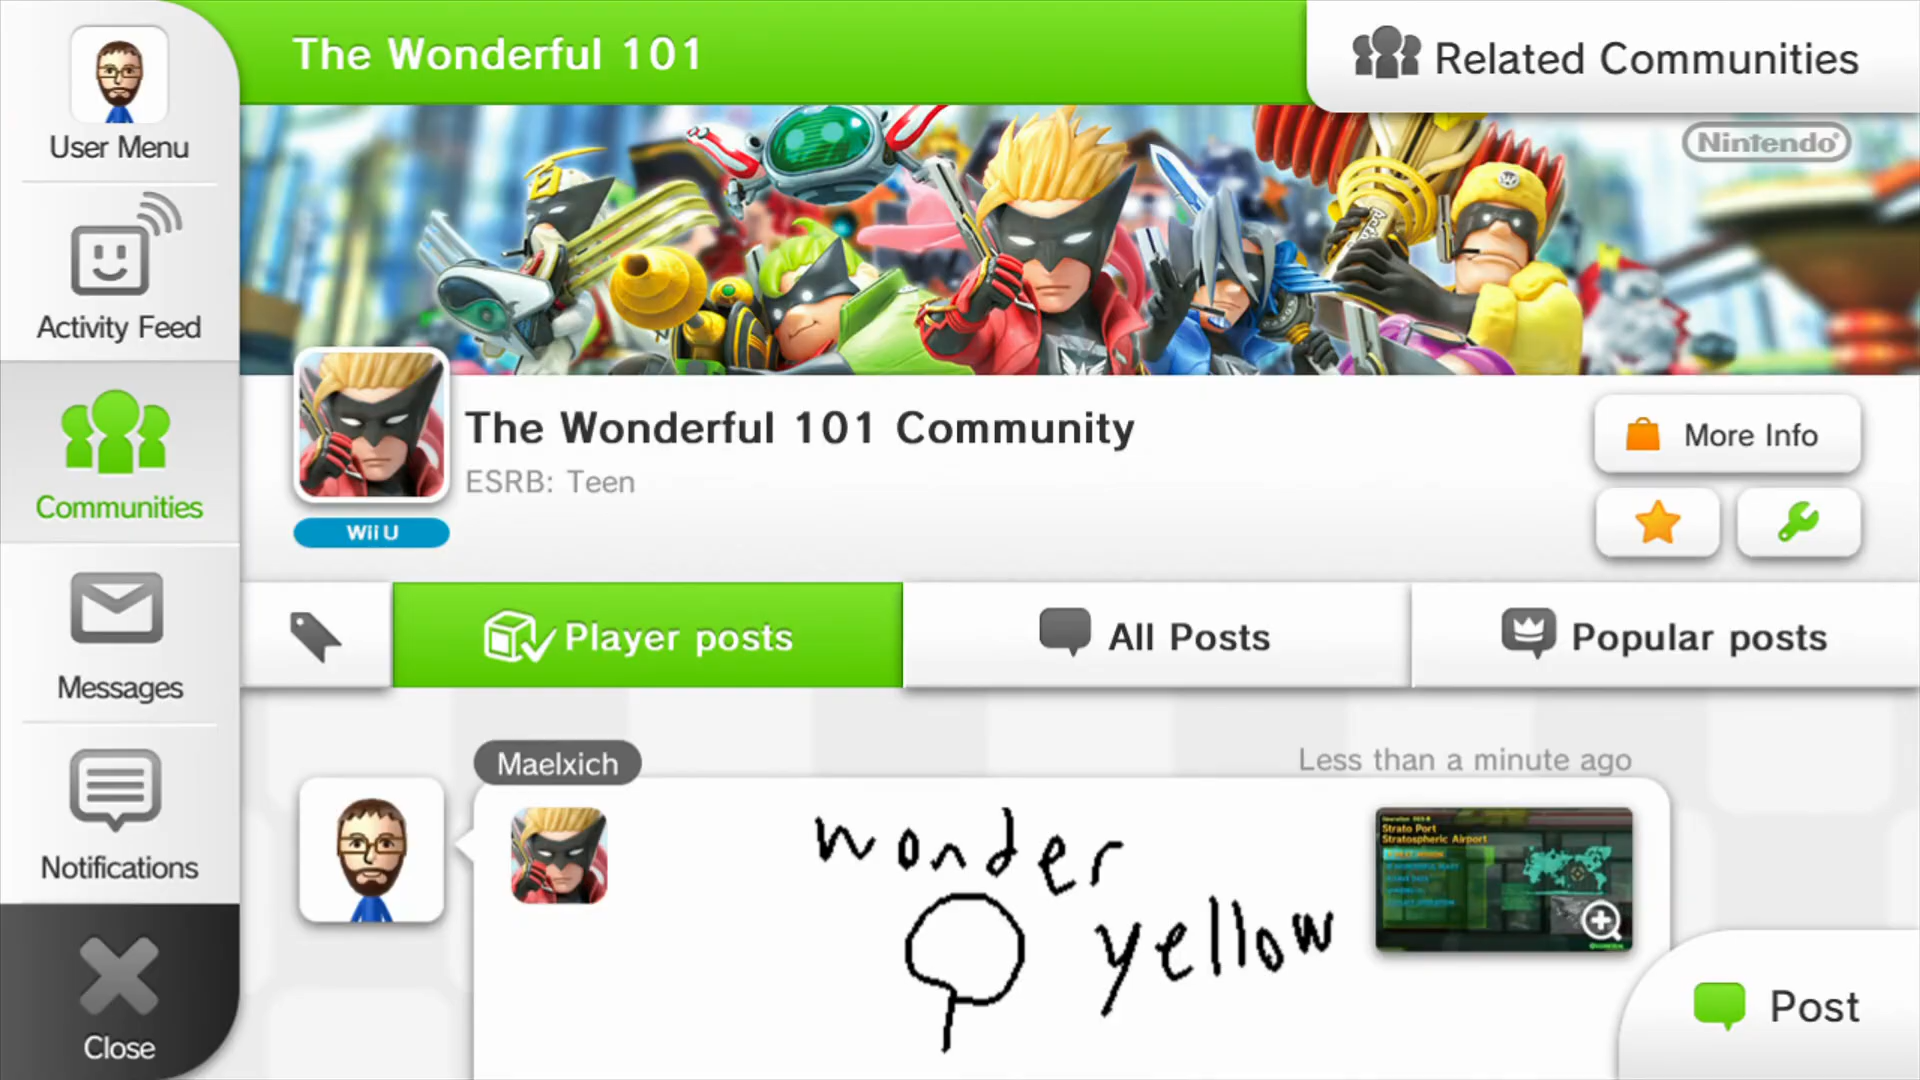 The Wonderful 101
Related Communities
Nintendo
User Menu
Activity Feed
Communities
Messages
Notifications
Close
The Wonderful 101 Community
ESRB: Teen
Wii U
More Info
Player posts
All Posts
Popular posts
Maelxich
Less than a minute ago
wonder
yellow
Strato Port
Stratospheric Airport
Post